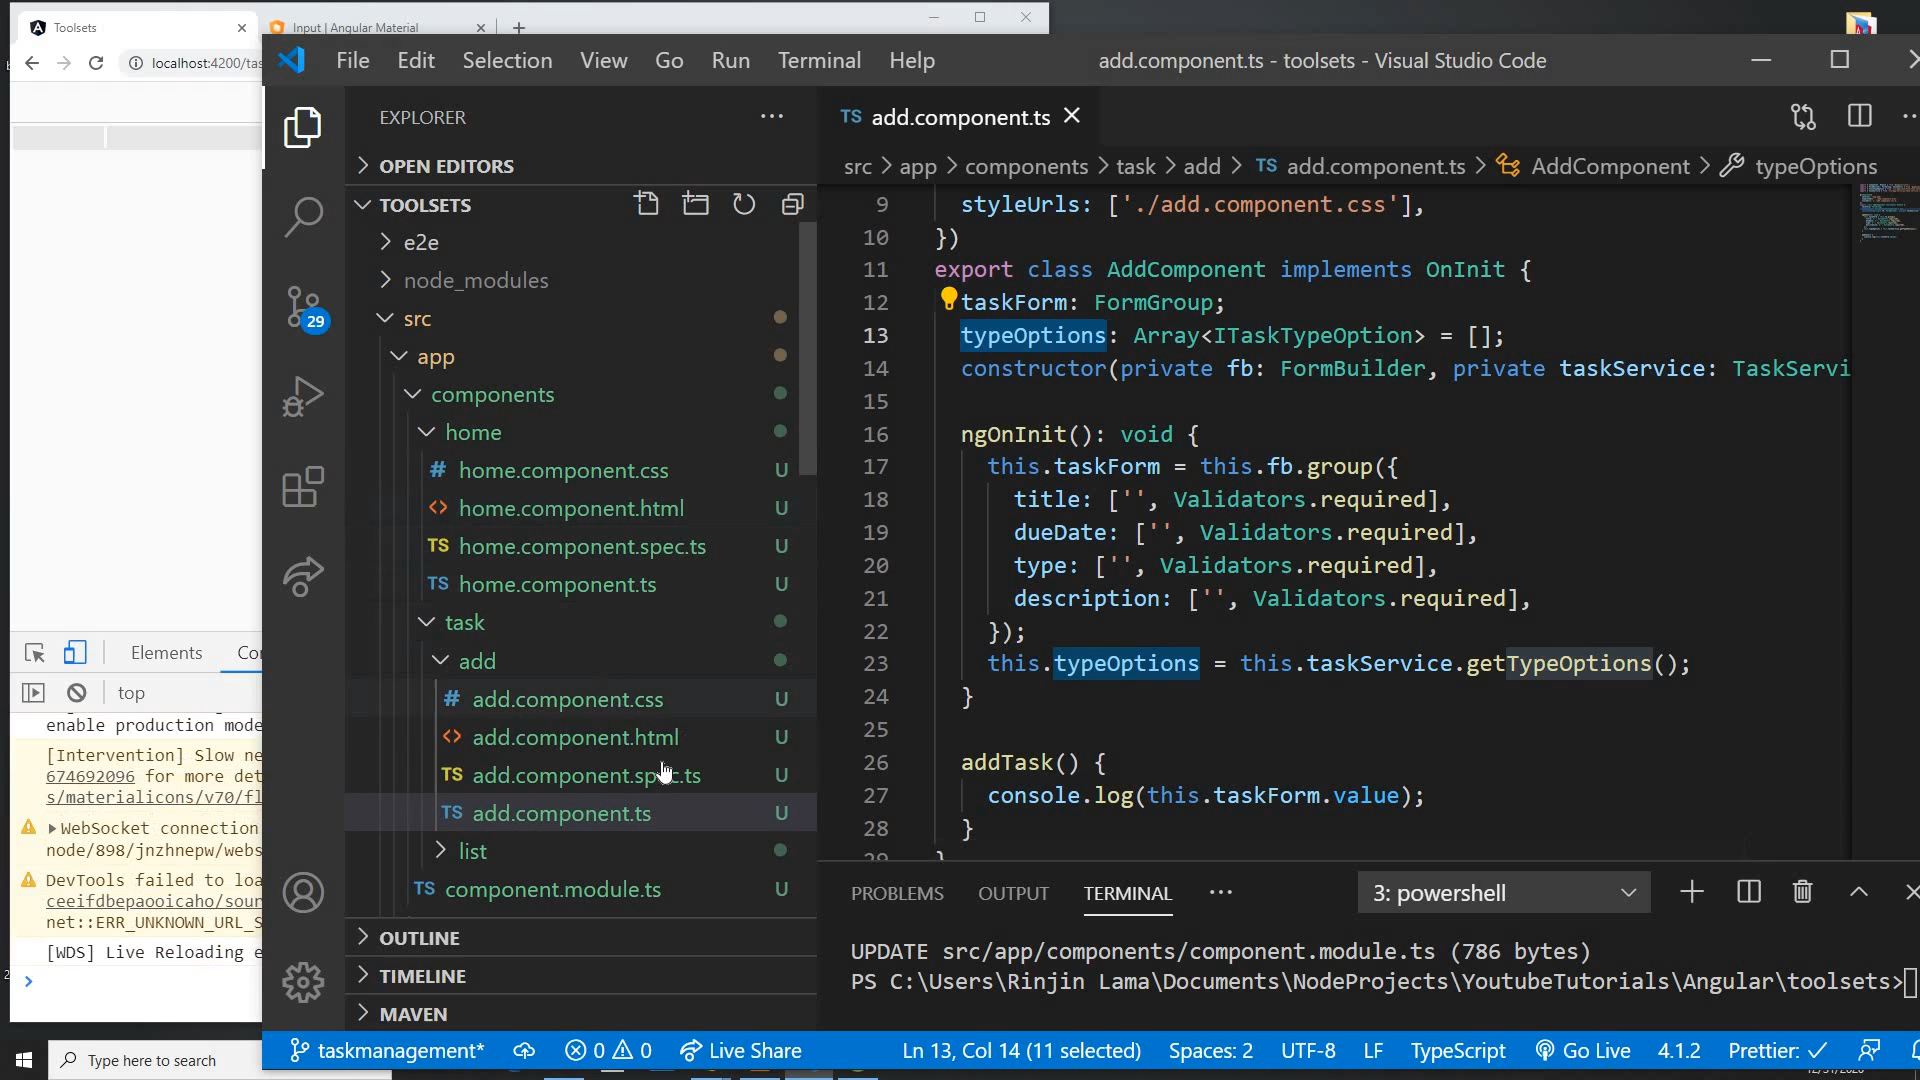 Toolsets
Input | Angular Material
localhost:4200/tas
File Edit Selection View Go Run Terminal Help
add.component.ts - toolsets - Visual Studio Code
EXPLORER
OPEN EDITORS
TOOLSETS
e2e
node_modules
src
app
components
home
# home.component.css U
<> home.component.html U
TS home.component.spec.ts U
TS home.component.ts U
task
add
# add.component.css U
<> add.component.html U
TS add.component.spec.ts U
TS add.component.ts U
list
TS component.module.ts U
OUTLINE
TIMELINE
MAVEN
29
TS add.component.ts
src > app > components > task > add > TS add.component.ts > AddComponent > typeOptions
9 styleUrls: ['./add.component.css'],
10 })
11 export class AddComponent implements OnInit {
12 taskForm: FormGroup;
13 typeOptions: Array<ITaskTypeOption> = [];
14 constructor(private fb: FormBuilder, private taskService: TaskServi
15
16 ngOnInit(): void {
17 this.taskForm = this.fb.group({
18 title: ['', Validators.required],
19 dueDate: ['', Validators.required],
20 type: ['', Validators.required],
21 description: ['', Validators.required],
22 });
23 this.typeOptions = this.taskService.getTypeOptions();
24 }
25
26 addTask() {
27 console.log(this.taskForm.value);
28 }
29 }
PROBLEMS OUTPUT TERMINAL
3: powershell
UPDATE src/app/components/component.module.ts (786 bytes)
PS C:\Users\Rinjin Lama\Documents\NodeProjects\YoutubeTutorials\Angular\toolsets>
Elements Con
top
enable production mode
[Intervention] Slow ne
674692096 for more det
s/materialicons/v70/fl
WebSocket connection
node/898/jnzhnepw/webs
DevTools failed to loa
ceeifdbepaooicaho/sour
net::ERR_UNKNOWN_URL_S
[WDS] Live Reloading e
taskmanagement* 0 0 Live Share
Ln 13, Col 14 (11 selected) Spaces: 2 UTF-8 LF TypeScript Go Live 4.1.2 Prettier: ✓
Type here to search